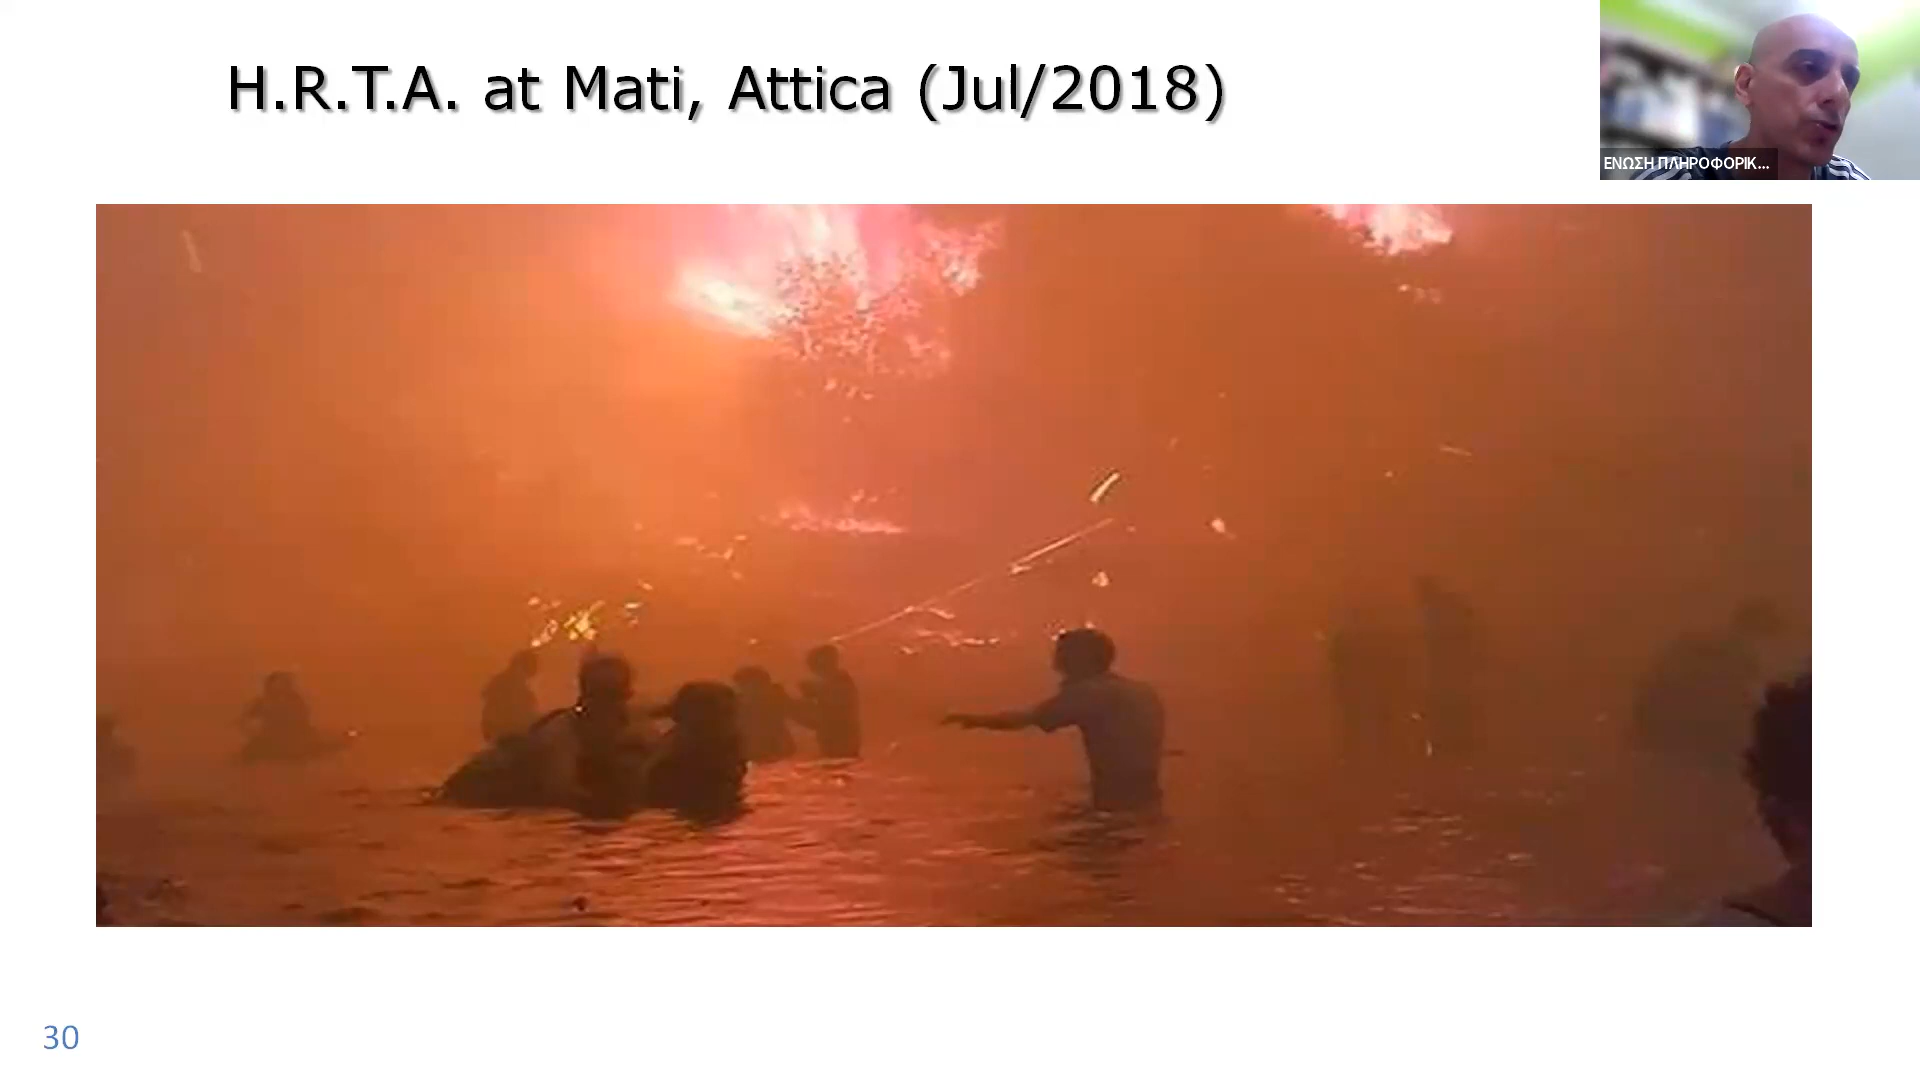 H.R.T.A. at Mati, Attica (Jul/2018)
ΕΝΩΣΗ ΠΛΗΡΟΦΟΡΙΚ...
30